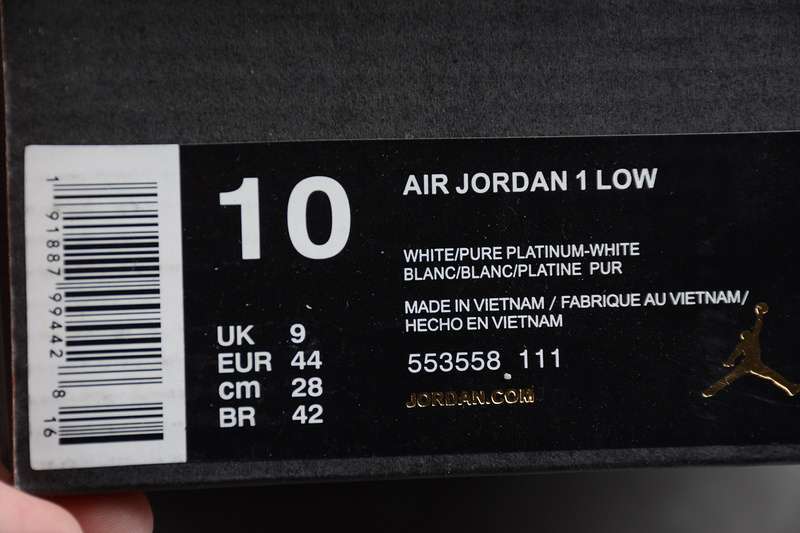 1 91887 99442 8 16
10
UK 9
EUR 44
cm 28
BR 42
AIR JORDAN 1 LOW
WHITE/PURE PLATINUM-WHITE
BLANC/BLANC/PLATINE PUR
MADE IN VIETNAM / FABRIQUE AU VIETNAM/
HECHO EN VIETNAM
553558 111
JORDAN.COM